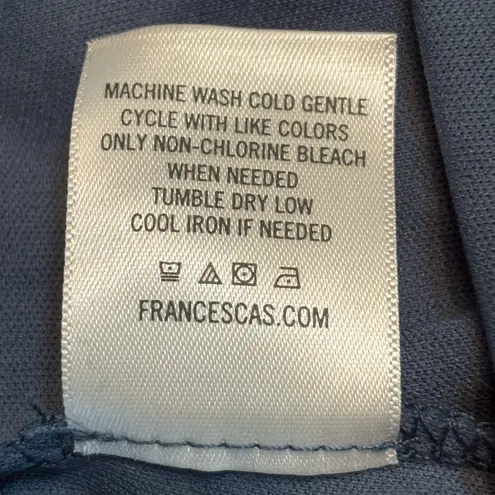 MACHINE WASH COLD GENTLE
CYCLE WITH LIKE COLORS
ONLY NON-CHLORINE BLEACH
WHEN NEEDED
TUMBLE DRY LOW
COOL IRON IF NEEDED
FRANCESCAS.COM